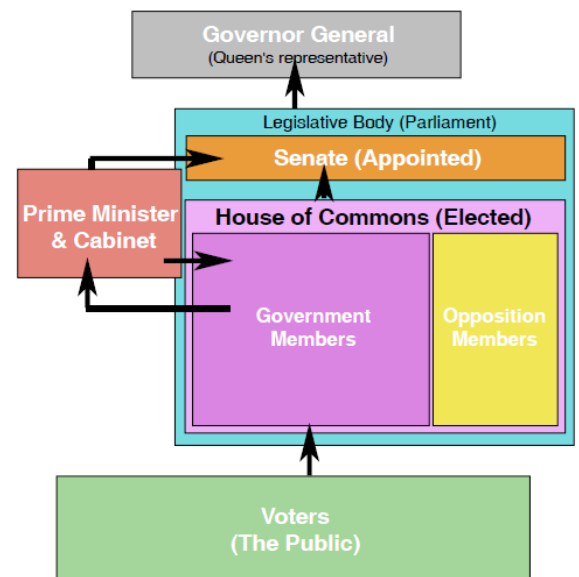 Governor General
(Queen's representative)
Legislative Body (Parliament)
Senate (Appointed)
Prime Minister
& Cabinet
House of Commons (Elected)
Government
Members
Opposition
Members
Voters
(The Public)